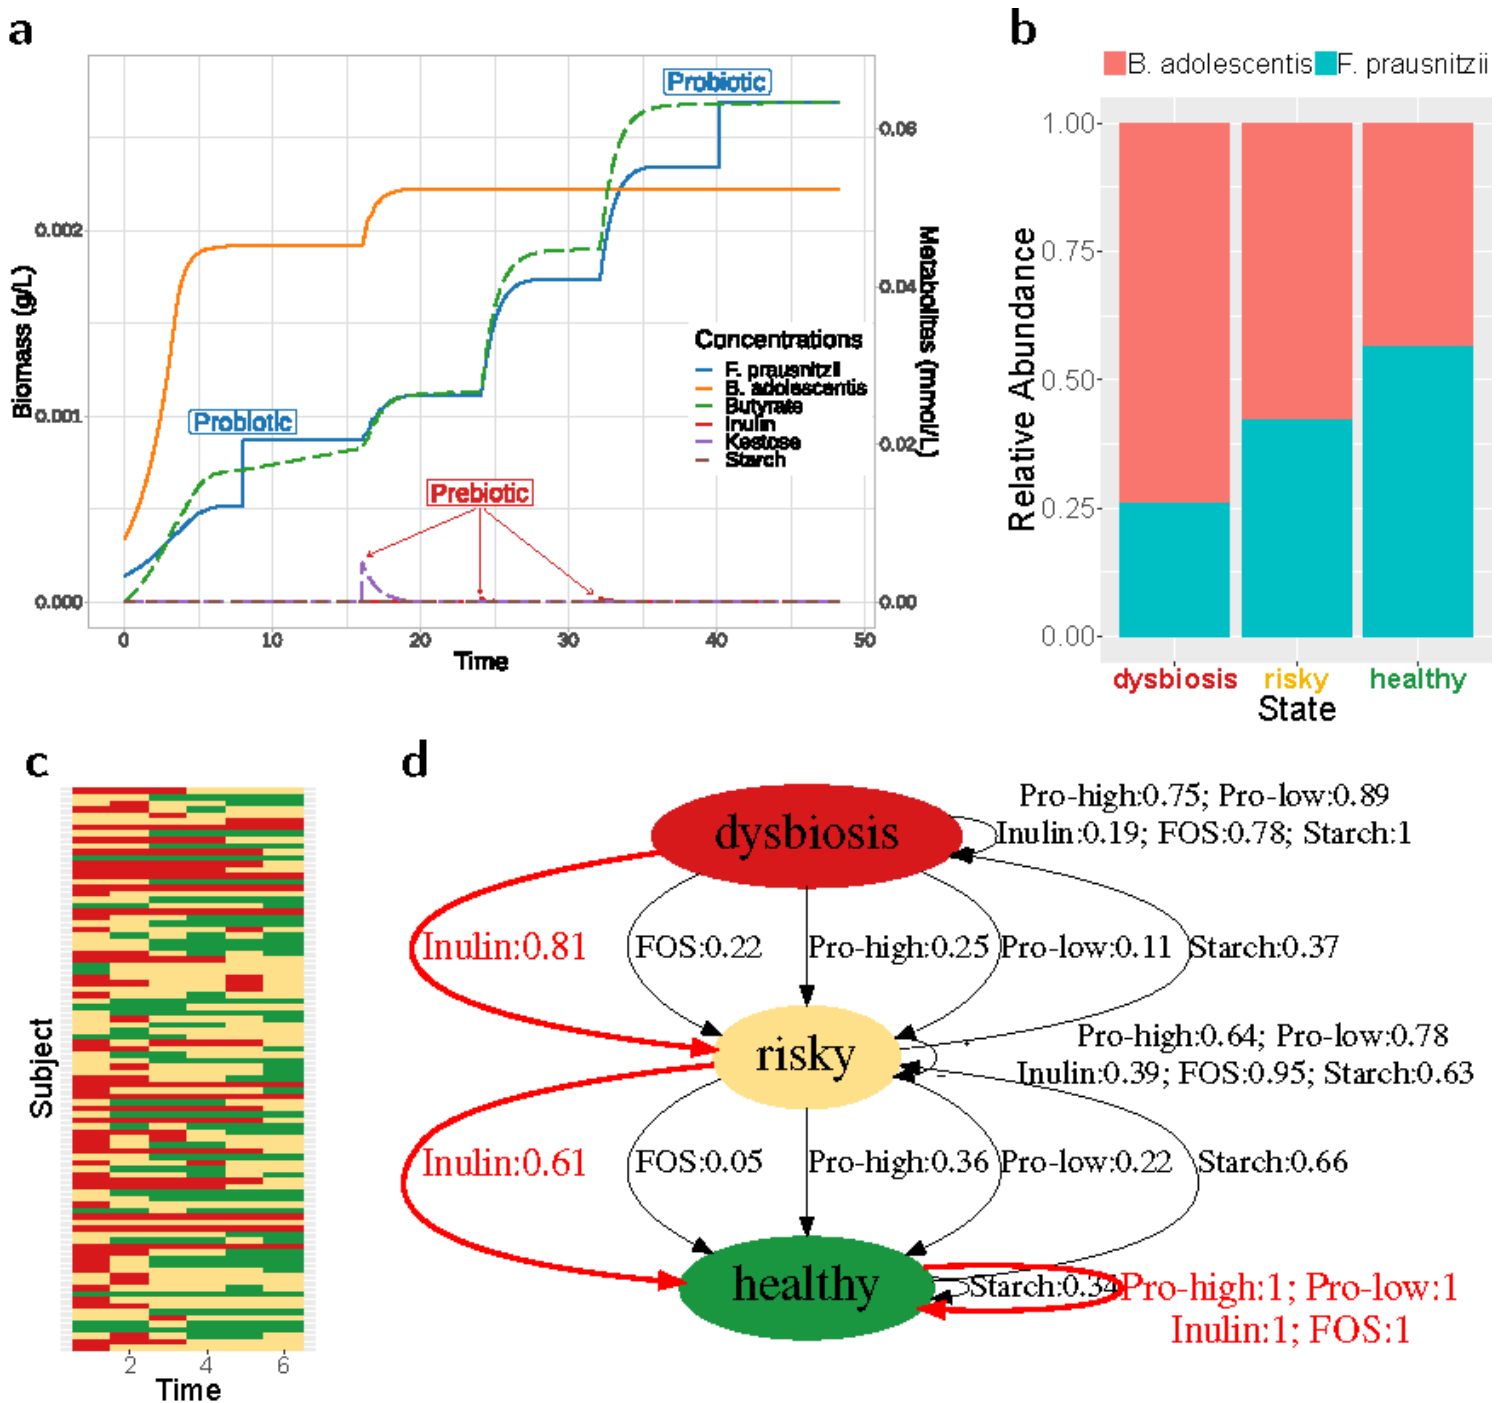 a
Probiotic
0.002
0.001
0.000
Biomass (g/L)
Probiotic
Prebiotic
0.06
0.04
0.02
0.00
Metabolites (mmol/L)
Concentrations
F. prausnitzii
B. adolescentis
Butyrate
Inulin
Kestose
Starch
0 10 20 30 40 50
Time
b
B. adolescentis F. prausnitzii
1.00
0.75
0.50
0.25
0.00
Relative Abundance
dysbiosis risky healthy
State
c
Subject
2 4 6
Time
d
dysbiosis
Pro-high:0.75; Pro-low:0.89
Inulin:0.19; FOS:0.78; Starch:1
Inulin:0.81 FOS:0.22 Pro-high:0.25 Pro-low:0.11 Starch:0.37
risky
Pro-high:0.64; Pro-low:0.78
Inulin:0.39; FOS:0.95; Starch:0.63
Inulin:0.61 FOS:0.05 Pro-high:0.36 Pro-low:0.22 Starch:0.66
healthy
Starch:0.34
Pro-high:1; Pro-low:1
Inulin:1; FOS:1